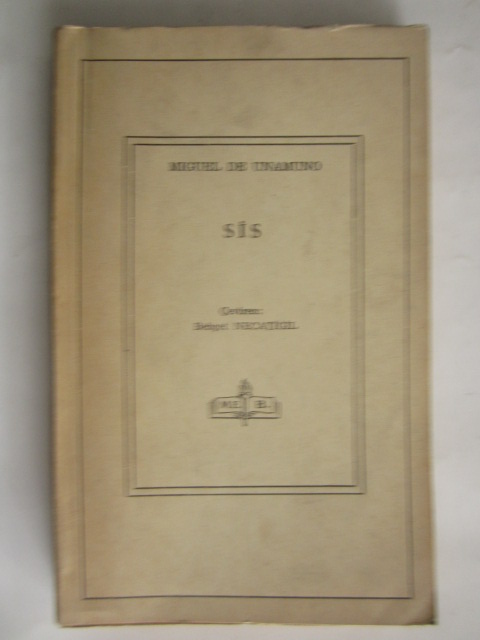 MIGUEL DE UNAMUNO
SİS
Çeviren:
Behçet NECATİGİL
M. E. B.